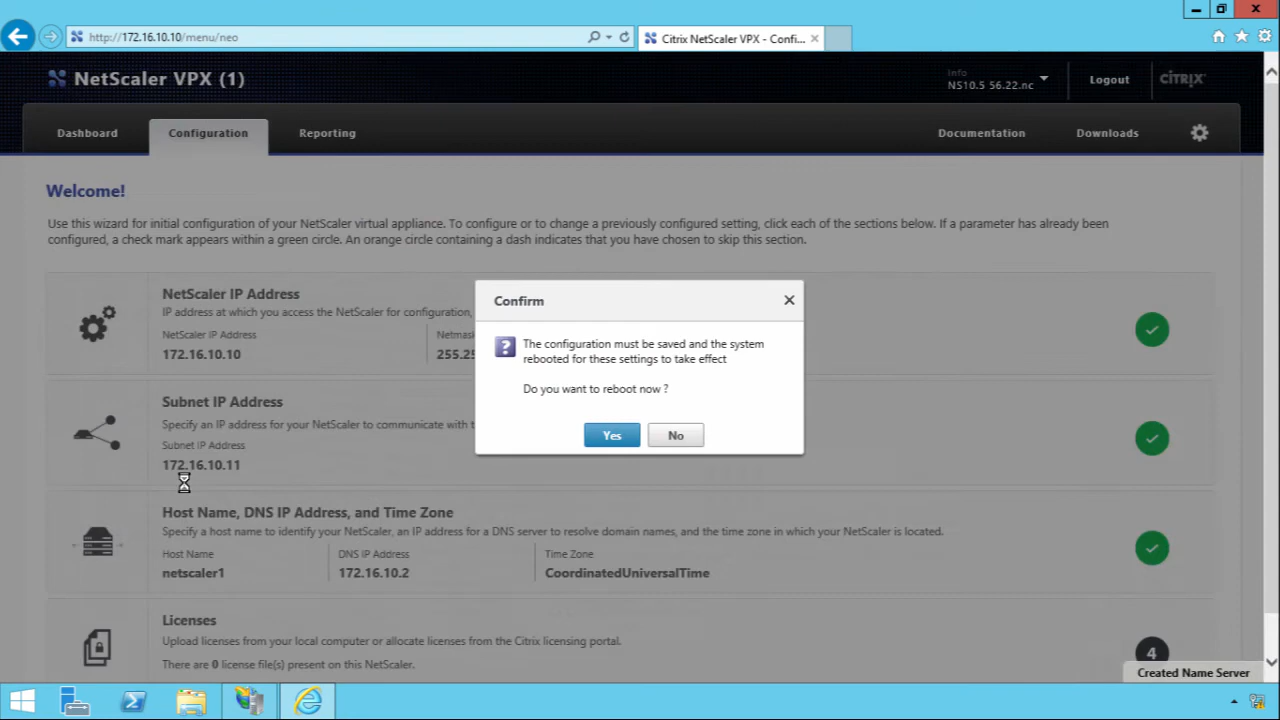 http://172.16.10.10/menu/neo
Citrix NetScaler VPX - Confi...
NetScaler VPX (1)
Info
NS10.5 56.22.nc
Logout
CITRIX
Dashboard
Configuration
Reporting
Documentation
Downloads
Welcome!
Use this wizard for initial configuration of your NetScaler virtual appliance. To configure or to change a previously configured setting, click each of the sections below. If a parameter has already been
configured, a check mark appears within a green circle. An orange circle containing a dash indicates that you have chosen to skip this section.
NetScaler IP Address
IP address at which you access the NetScaler for configuration,
NetScaler IP Address
Netmask
172.16.10.10
255.25
Confirm
The configuration must be saved and the system
rebooted for these settings to take effect
Do you want to reboot now ?
Yes
No
Subnet IP Address
Specify an IP address for your NetScaler to communicate with t
Subnet IP Address
172.16.10.11
Host Name, DNS IP Address, and Time Zone
Specify a host name to identify your NetScaler, an IP address for a DNS server to resolve domain names, and the time zone in which your NetScaler is located.
Host Name
DNS IP Address
Time Zone
netscaler1
172.16.10.2
CoordinatedUniversalTime
Licenses
Upload licenses from your local computer or allocate licenses from the Citrix licensing portal.
There are 0 license file(s) present on this NetScaler.
4
Created Name Server